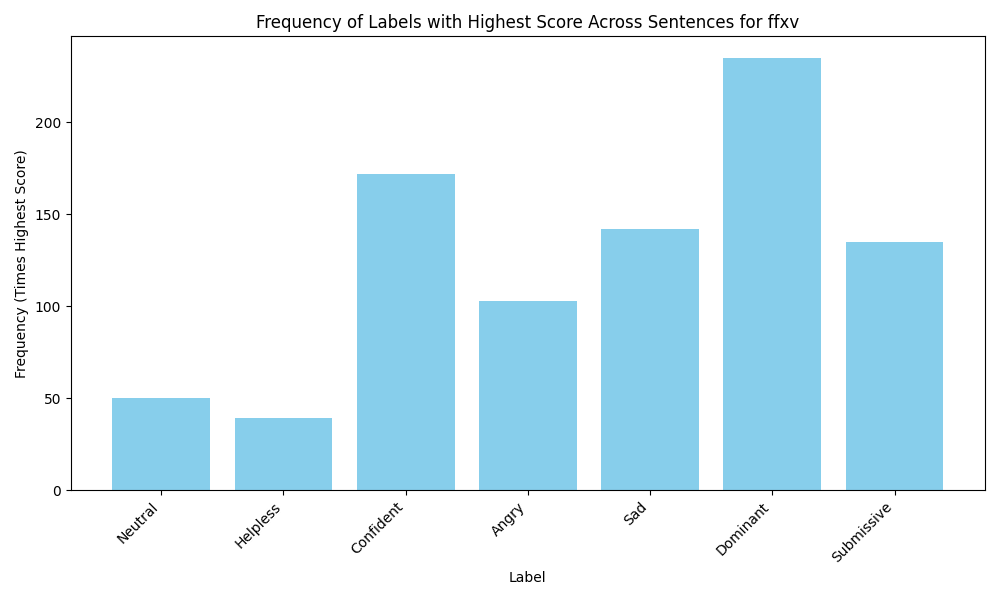 Frequency of Labels with Highest Score Across Sentences for ffxv
Frequency (Times Highest Score)
200
150
100
50
0
Neutral
Helpless
Confident
Angry
Sad
Dominant
Submissive
Label